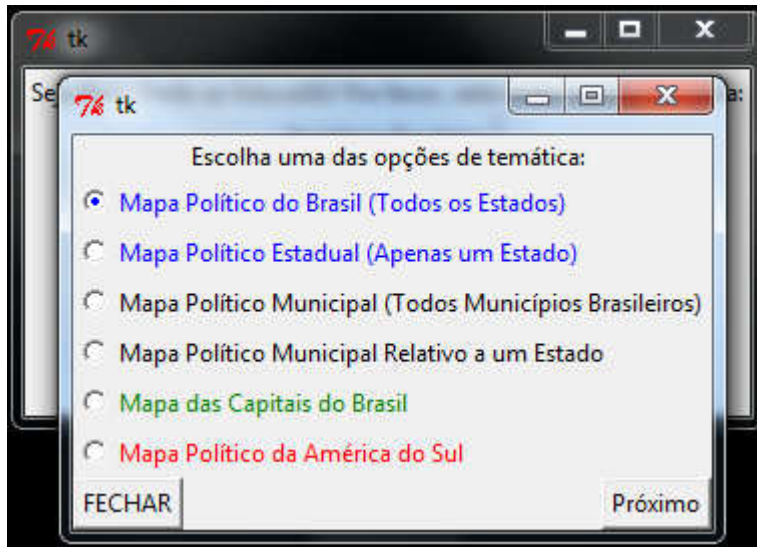 tk
Se
a:
tk
Escolha uma das opções de temática:
Mapa Político do Brasil (Todos os Estados)
Mapa Político Estadual (Apenas um Estado)
Mapa Político Municipal (Todos Municípios Brasileiros)
Mapa Político Municipal Relativo a um Estado
Mapa das Capitais do Brasil
Mapa Político da América do Sul
FECHAR
Próximo